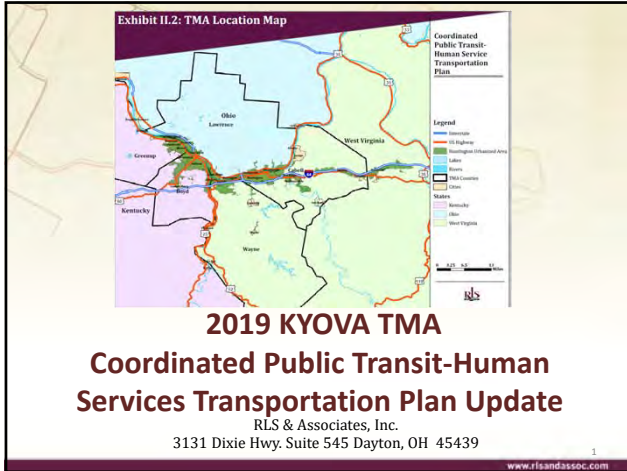 Exhibit II.2: TMA Location Map
Coordinated
Public Transit-
Human Service
Transportation
Plan
Ohio
Lawrence
West Virginia
Greenup
Cabell
Boyd
Kentucky
Wayne
Legend
Interstate
US Highway
Huntington Urbanized Area
Lakes
Rivers
TMA Counties
Cities
States
Kentucky
Ohio
West Virginia
Miles
RLS
2019 KYOVA TMA
Coordinated Public Transit-Human
Services Transportation Plan Update
RLS & Associates, Inc.
3131 Dixie Hwy. Suite 545 Dayton, OH 45439
1
www.rlsandassoc.com